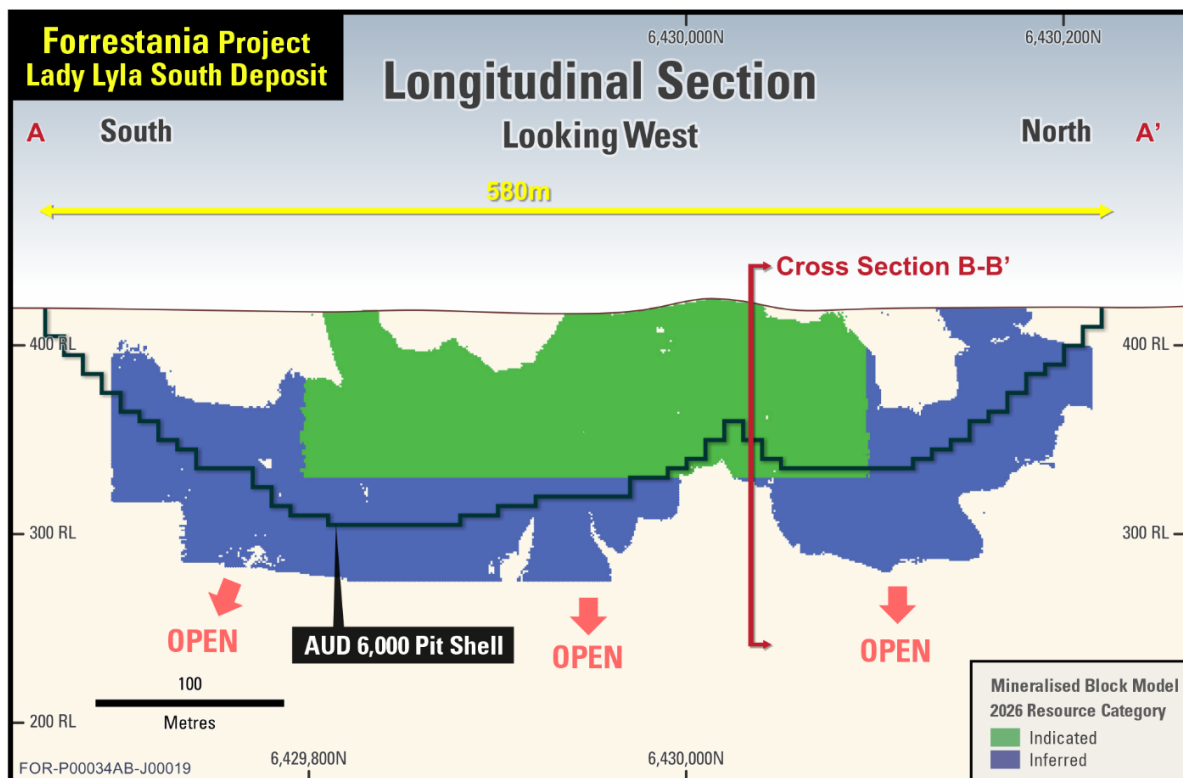 Forrestania Project
Lady Lyla South Deposit
6,430,000N
6,430,200N
Longitudinal Section
Looking West
A
South
North
A’
580m
Cross Section B-B’
400 RL
400 RL
300 RL
300 RL
OPEN
AUD 6,000 Pit Shell
OPEN
OPEN
100
Metres
200 RL
Mineralised Block Model
2026 Resource Category
Indicated
Inferred
FOR-P00034AB-J00019
6,429,800N
6,430,000N